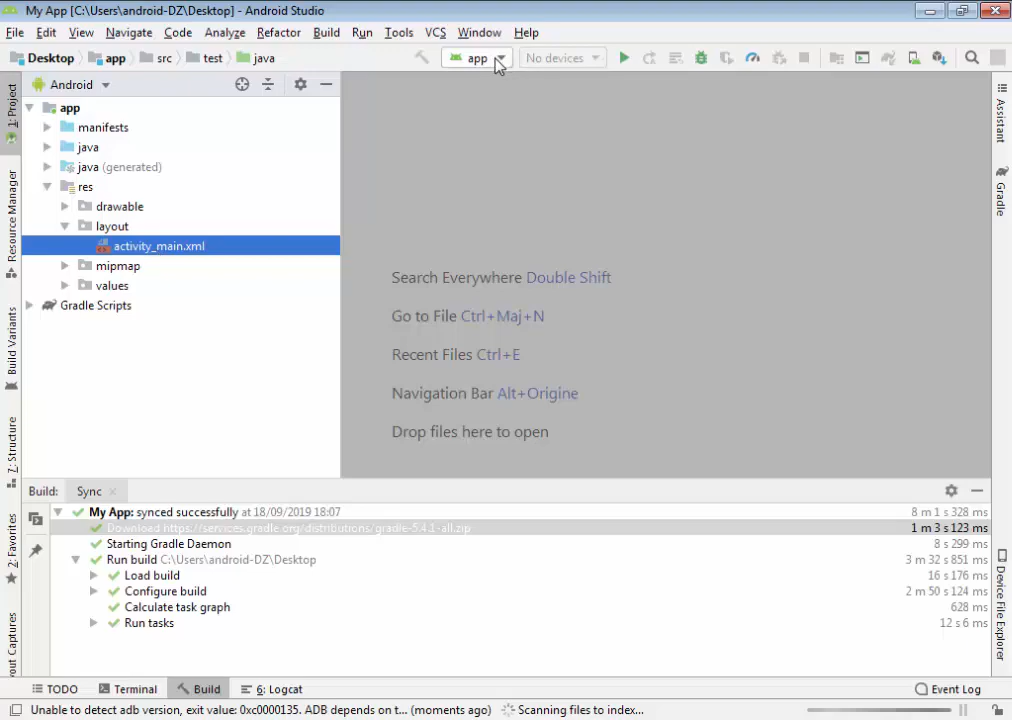 My App [C:\Users\android-DZ\Desktop] - Android Studio
File Edit View Navigate Code Analyze Refactor Build Run Tools VCS Window Help
Desktop app src test java app No devices
Android
1: Project
Resource Manager
Build Variants
Z: Structure
2: Favorites
out Captures
app
manifests
java
java (generated)
res
drawable
layout
activity_main.xml
mipmap
values
Gradle Scripts
Search Everywhere Double Shift
Go to File Ctrl+Maj+N
Recent Files Ctrl+E
Navigation Bar Alt+Origine
Drop files here to open
Assistant
Gradle
Device File Explorer
Build: Sync
My App: synced successfully at 18/09/2019 18:07 8 m 1 s 328 ms
Download https://services.gradle.org/distributions/gradle-5.4.1-all.zip 1 m 3 s 123 ms
Starting Gradle Daemon 8 s 299 ms
Run build C:\Users\android-DZ\Desktop 3 m 32 s 851 ms
Load build 16 s 176 ms
Configure build 2 m 50 s 124 ms
Calculate task graph 628 ms
Run tasks 12 s 6 ms
TODO Terminal Build 6: Logcat Event Log
Unable to detect adb version, exit value: 0xc0000135. ADB depends on t... (moments ago) Scanning files to index...